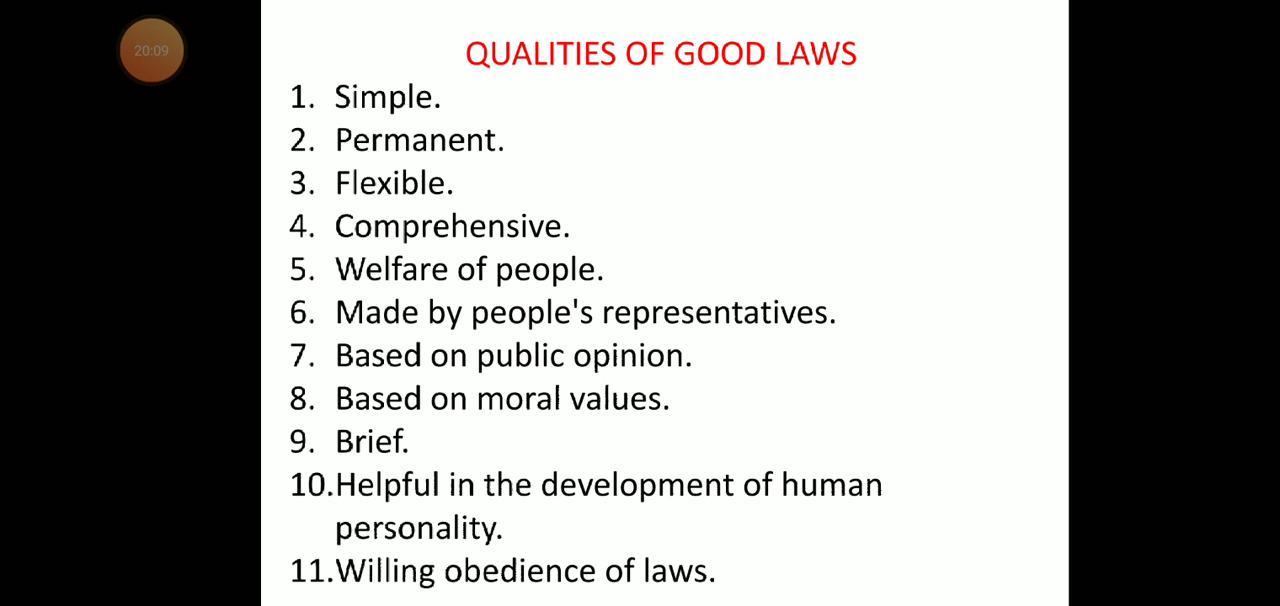 20:09
QUALITIES OF GOOD LAWS
1. Simple.
2. Permanent.
3. Flexible.
4. Comprehensive.
5. Welfare of people.
6. Made by people's representatives.
7. Based on public opinion.
8. Based on moral values.
9. Brief.
10.Helpful in the development of human
personality.
11.Willing obedience of laws.